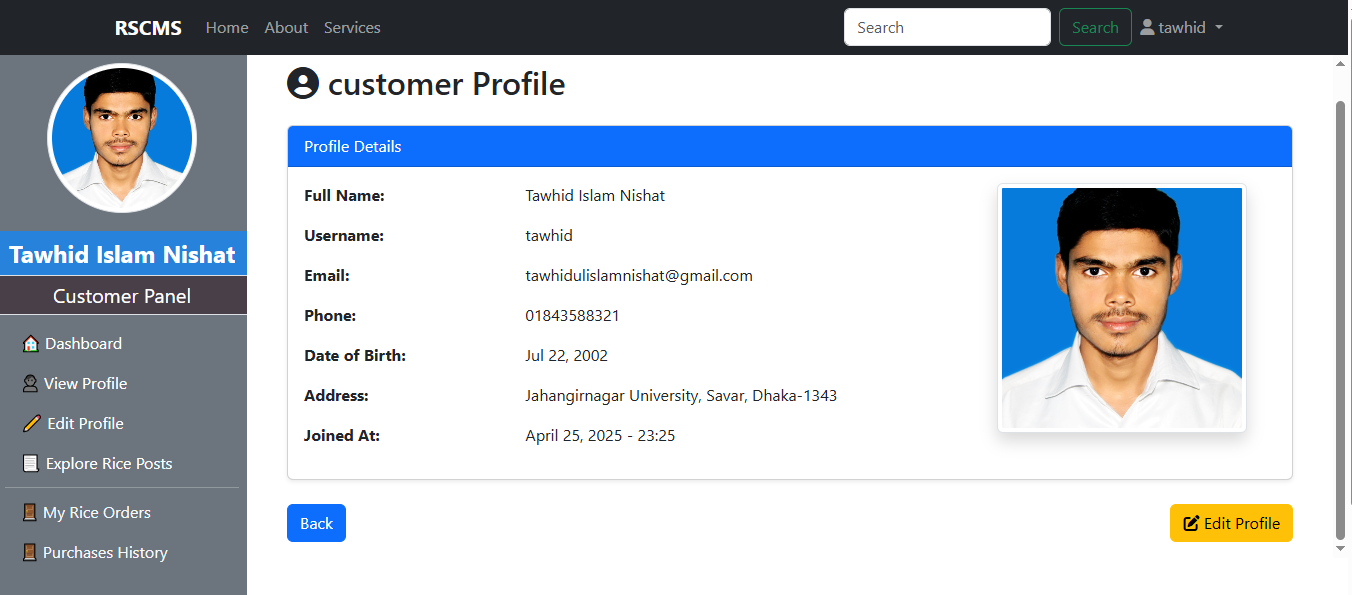 RSCMS Home About Services Search Search tawhid
Tawhid Islam Nishat
Customer Panel
Dashboard
View Profile
Edit Profile
Explore Rice Posts
My Rice Orders
Purchases History
customer Profile
Profile Details
Full Name: Tawhid Islam Nishat
Username: tawhid
Email: tawhidulislamnishat@gmail.com
Phone: 01843588321
Date of Birth: Jul 22, 2002
Address: Jahangirnagar University, Savar, Dhaka-1343
Joined At: April 25, 2025 - 23:25
Back Edit Profile